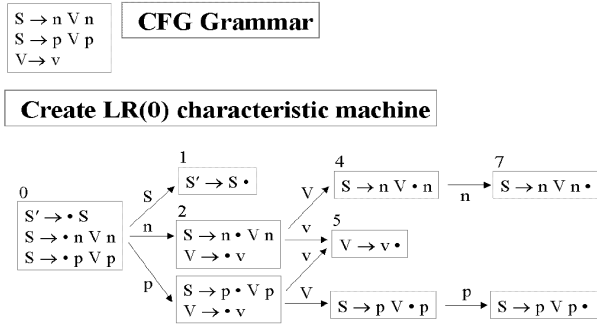 S → n V n
S → p V p
V → v
CFG Grammar
Create LR(0) characteristic machine
0
S′ → • S
S → • n V n
S → • p V p
S
n
p
1
S′ → S •
2
S → n • V n
V → • v
S → p • V p
V → • v
V
v
v
V
4
S → n V • n
5
V → v •
S → p V • p
n
p
7
S → n V n •
S → p V p •